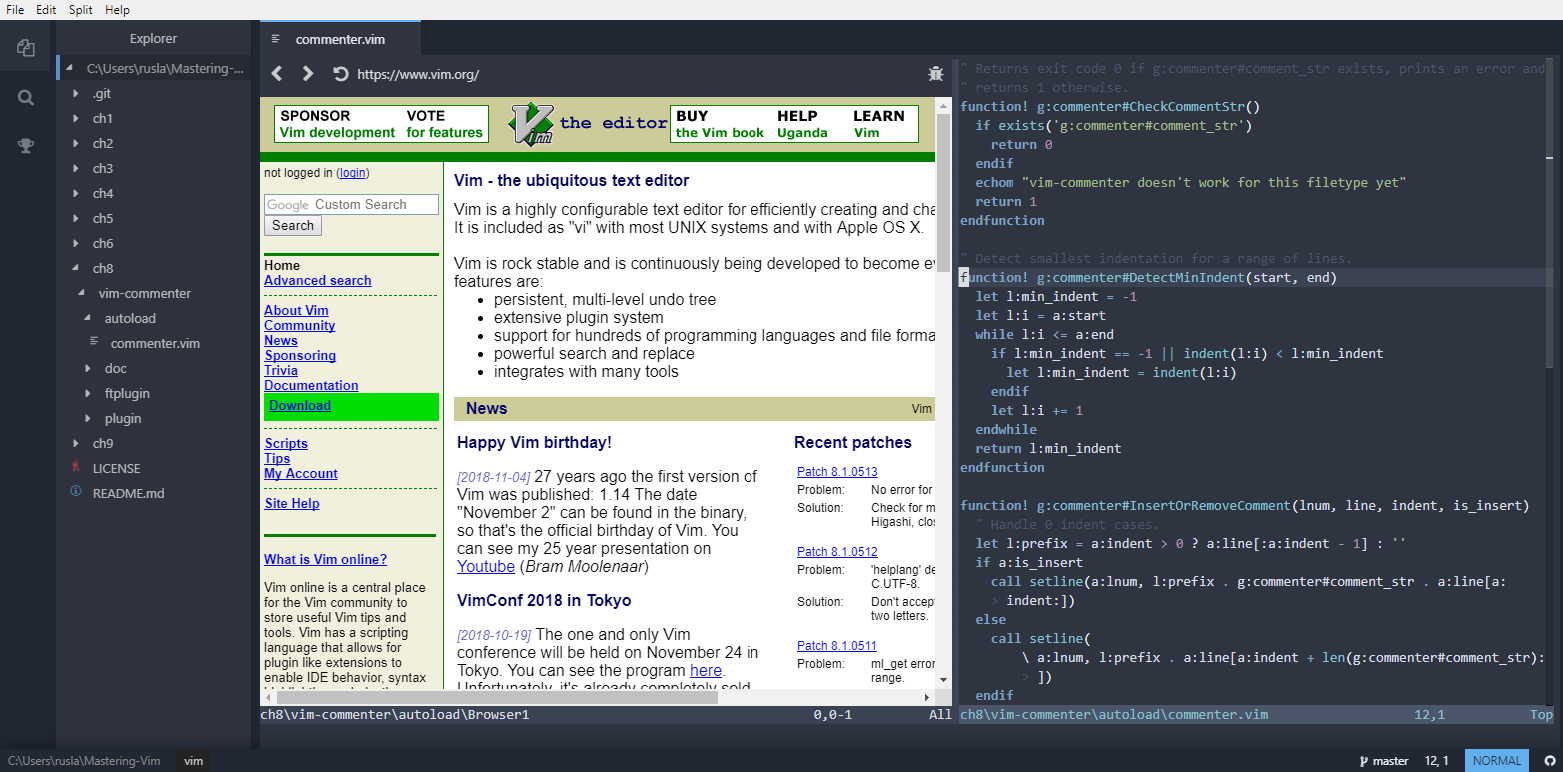 File Edit Split Help
Explorer
C:\Users\rusla\Mastering-...
.git
ch1
ch2
ch3
ch4
ch5
ch6
ch8
vim-commenter
autoload
commenter.vim
doc
ftplugin
plugin
ch9
LICENSE
README.md
commenter.vim
https://www.vim.org/
SPONSOR VOTE
Vim development for features
Vim
the editor
BUY HELP LEARN
the Vim book Uganda Vim
not logged in (login)
Google Custom Search
Search
Home
Advanced search
About Vim
Community
News
Sponsoring
Trivia
Documentation
Download
Scripts
Tips
My Account
Site Help
What is Vim online?
Vim online is a central place
for the Vim community to
store useful Vim tips and
tools. Vim has a scripting
language that allows for
plugin like extensions to
enable IDE behavior, syntax
Vim - the ubiquitous text editor
Vim is a highly configurable text editor for efficiently creating and cha
It is included as "vi" with most UNIX systems and with Apple OS X.
Vim is rock stable and is continuously being developed to become ev
features are:
• persistent, multi-level undo tree
• extensive plugin system
• support for hundreds of programming languages and file forma
• powerful search and replace
• integrates with many tools
News Vim
Happy Vim birthday!
[2018-11-04] 27 years ago the first version of
Vim was published: 1.14 The date
"November 2" can be found in the binary,
so that's the official birthday of Vim. You
can see my 25 year presentation on
Youtube (Bram Moolenaar)
VimConf 2018 in Tokyo
[2018-10-19] The one and only Vim
conference will be held on November 24 in
Tokyo. You can see the program here.
Unfortunately, it's already completely sold
Recent patches
Patch 8.1.0513
Problem: No error for
Solution: Check for m
Higashi, clos
Patch 8.1.0512
Problem: 'helplang' de
C.UTF-8.
Solution: Don't accept
two letters.
Patch 8.1.0511
Problem: ml_get error
range.
ch8\vim-commenter\autoload\Browser1 0,0-1 All
" Returns exit code 0 if g:commenter#comment_str exists, prints an error and
" returns 1 otherwise.
function! g:commenter#CheckCommentStr()
if exists('g:commenter#comment_str')
return 0
endif
echom "vim-commenter doesn't work for this filetype yet"
return 1
endfunction
" Detect smallest indentation for a range of lines.
function! g:commenter#DetectMinIndent(start, end)
let l:min_indent = -1
let l:i = a:start
while l:i <= a:end
if l:min_indent == -1 || indent(l:i) < l:min_indent
let l:min_indent = indent(l:i)
endif
let l:i += 1
endwhile
return l:min_indent
endfunction
function! g:commenter#InsertOrRemoveComment(lnum, line, indent, is_insert)
" Handle 0 indent cases.
let l:prefix = a:indent > 0 ? a:line[:a:indent - 1] : ''
if a:is_insert
call setline(a:lnum, l:prefix . g:commenter#comment_str . a:line[a:
> indent:])
else
call setline(
\ a:lnum, l:prefix . a:line[a:indent + len(g:commenter#comment_str):
> ])
endif
ch8\vim-commenter\autoload\commenter.vim 12,1 Top
C:\Users\rusla\Mastering-Vim vim master 12, 1 NORMAL